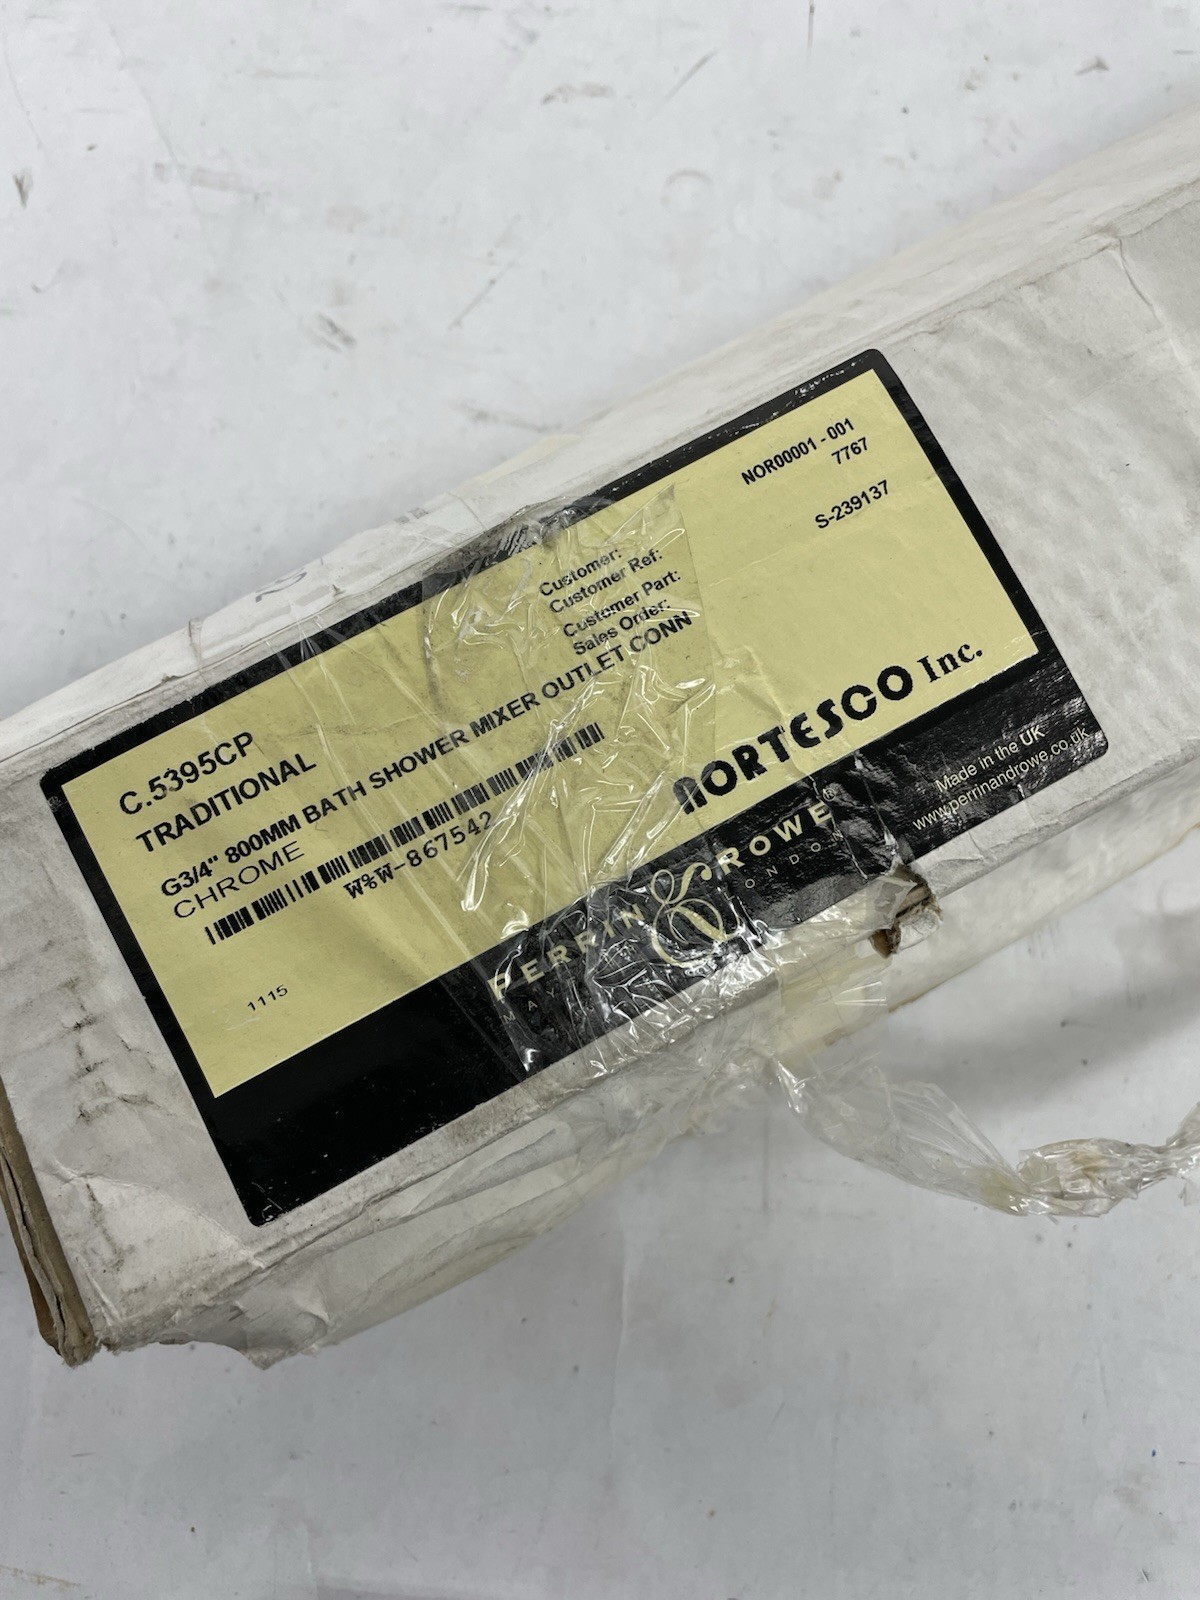 Customer: NOR00001 - 001
Customer Ref: 7767
Customer Part:
Sales Order: S-239137
C.5395CP
TRADITIONAL
G3/4" 800MM BATH SHOWER MIXER OUTLET CONN
CHROME
W%W-867542
1115
NORTESCO Inc.
PERRIN & ROWE®
MAYFAIR LONDON
Made in the UK
www.perrinandrowe.co.uk